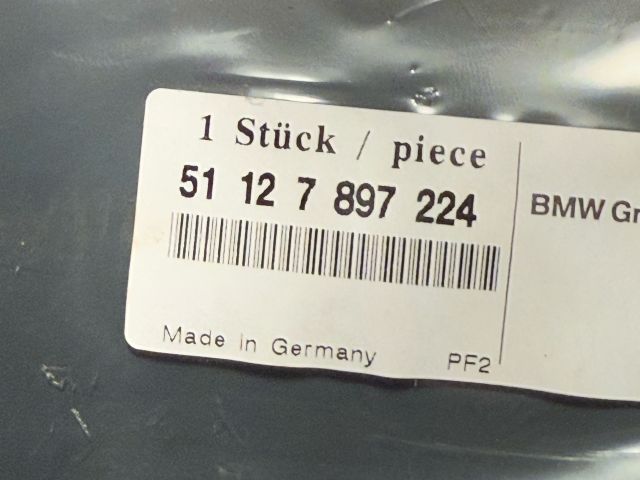 1 Stück / piece
51 12 7 897 224
BMW Gr
Made in Germany
PF2